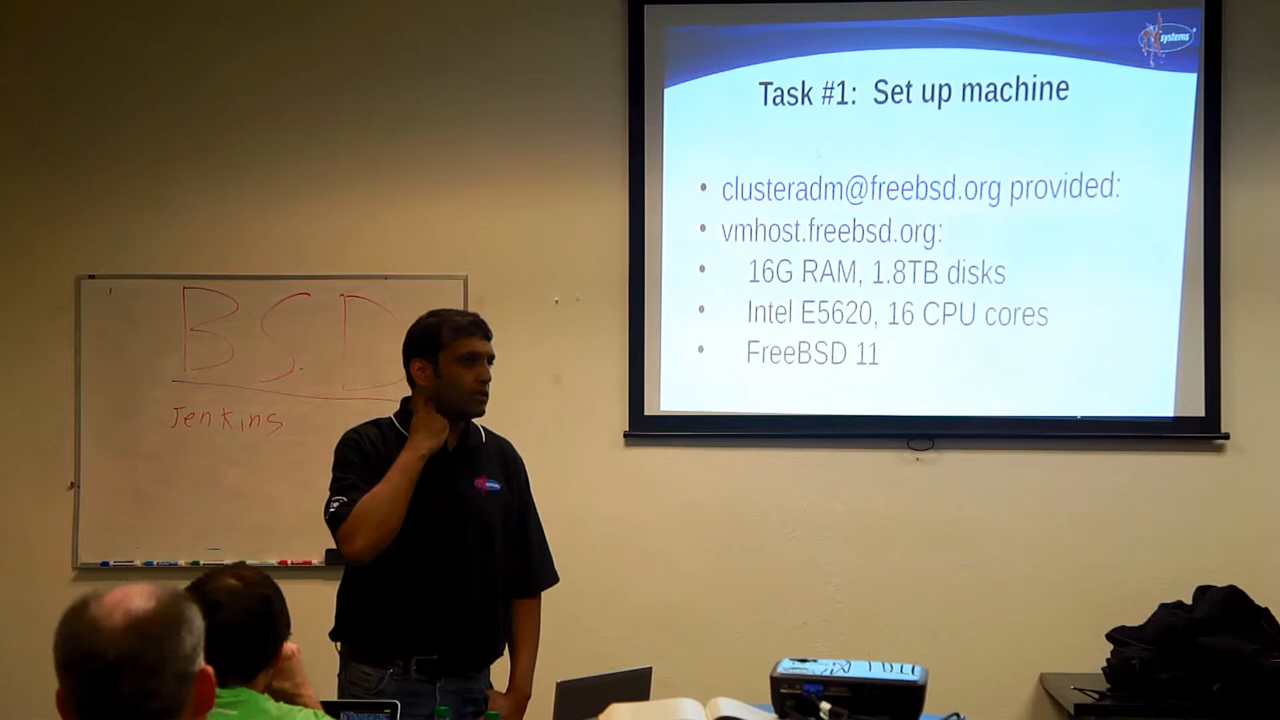 systems
Task #1: Set up machine
• clusteradm@freebsd.org provided:
• vmhost.freebsd.org:
• 16G RAM, 1.8TB disks
• Intel E5620, 16 CPU cores
• FreeBSD 11
BSD
Jenkins